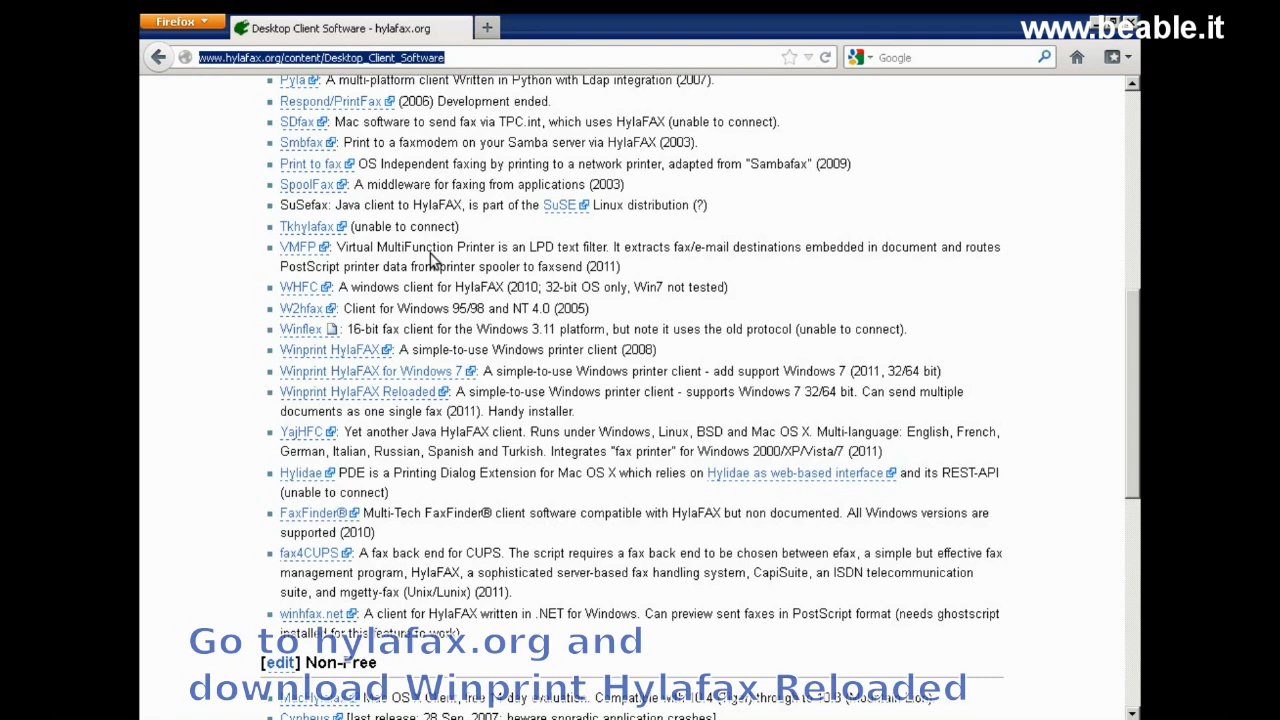 Firefox
Desktop Client Software - hylafax.org
www.beable.it
www.hylafax.org/content/Desktop_Client_Software
Google
Pyla: A multi-platform client Written in Python with Ldap integration (2007).
Respond/PrintFax (2006) Development ended.
SDfax: Mac software to send fax via TPC.int, which uses HylaFAX (unable to connect).
Smbfax: Print to a faxmodem on your Samba server via HylaFAX (2003).
Print to fax OS Independent faxing by printing to a network printer, adapted from "Sambafax" (2009)
SpoolFax: A middleware for faxing from applications (2003)
SuSefax: Java client to HylaFAX, is part of the SuSE Linux distribution (?)
Tkhylafax (unable to connect)
VMFP: Virtual MultiFunction Printer is an LPD text filter. It extracts fax/e-mail destinations embedded in document and routes
PostScript printer data from printer spooler to faxsend (2011)
WHFC: A windows client for HylaFAX (2010; 32-bit OS only, Win7 not tested)
W2hfax: Client for Windows 95/98 and NT 4.0 (2005)
Winflex : 16-bit fax client for the Windows 3.11 platform, but note it uses the old protocol (unable to connect).
Winprint HylaFAX: A simple-to-use Windows printer client (2008)
Winprint HylaFAX for Windows 7: A simple-to-use Windows printer client - add support Windows 7 (2011, 32/64 bit)
Winprint HylaFAX Reloaded: A simple-to-use Windows printer client - supports Windows 7 32/64 bit. Can send multiple
documents as one single fax (2011). Handy installer.
YajHFC: Yet another Java HylaFAX client. Runs under Windows, Linux, BSD and Mac OS X. Multi-language: English, French,
German, Italian, Russian, Spanish and Turkish. Integrates "fax printer" for Windows 2000/XP/Vista/7 (2011)
Hylidae PDE is a Printing Dialog Extension for Mac OS X which relies on Hylidae as web-based interface and its REST-API
(unable to connect)
FaxFinder® Multi-Tech FaxFinder® client software compatible with HylaFAX but non documented. All Windows versions are
supported (2010)
fax4CUPS: A fax back end for CUPS. The script requires a fax back end to be chosen between efax, a simple but effective fax
management program, HylaFAX, a sophisticated server-based fax handling system, CapiSuite, an ISDN telecommunication
suite, and mgetty-fax (Unix/Lunix) (2011).
winhfax.net: A client for HylaFAX written in .NET for Windows. Can preview sent faxes in PostScript format (needs ghostscript
installed for this feature to work)
Go to hylafax.org and
[edit] Non-Free
download Winprint Hylafax Reloaded
Cypheus [last release: 28 Sep, 2007; beware sporadic application crashes]